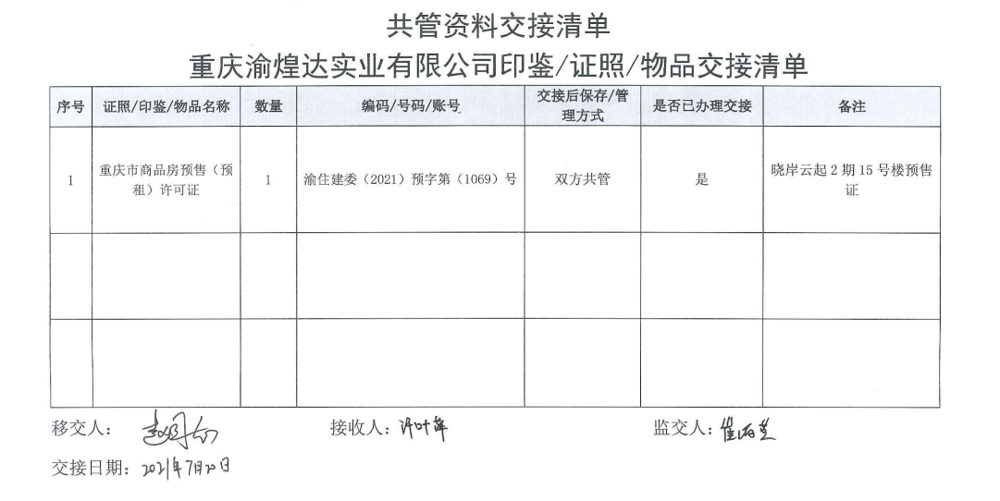 共管资料交接清单
重庆渝煌达实业有限公司印鉴/证照/物品交接清单
序号 证照/印鉴/物品名称 数量 编码/号码/账号 交接后保存/管理方式 是否已办理交接 备注
1 重庆市商品房预售（预租）许可证 1 渝住建委（2021）预字第（1069）号 双方共管 是 晓岸云起2期15号楼预售证
移交人： 接收人：许叶萍 监交人：
交接日期：2021年7月20日